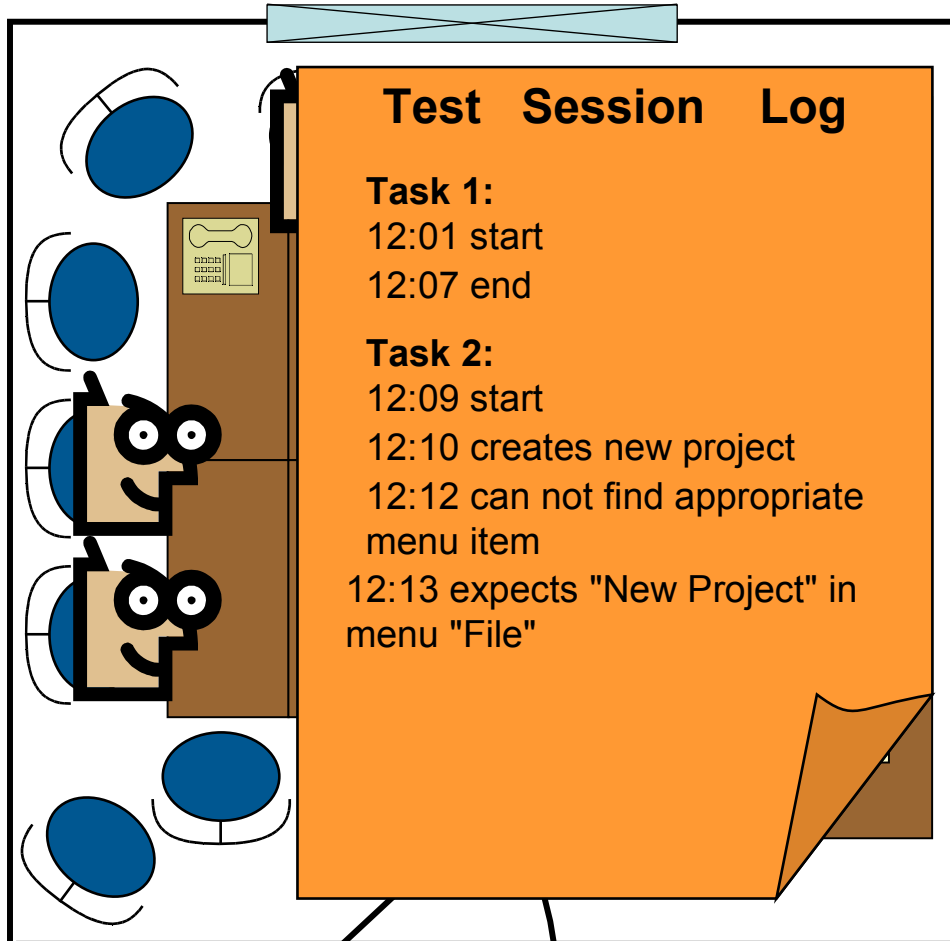 Test Session Log
Task 1:
12:01 start
12:07 end
Task 2:
12:09 start
12:10 creates new project
12:12 can not find appropriate
menu item
12:13 expects "New Project" in
menu "File"